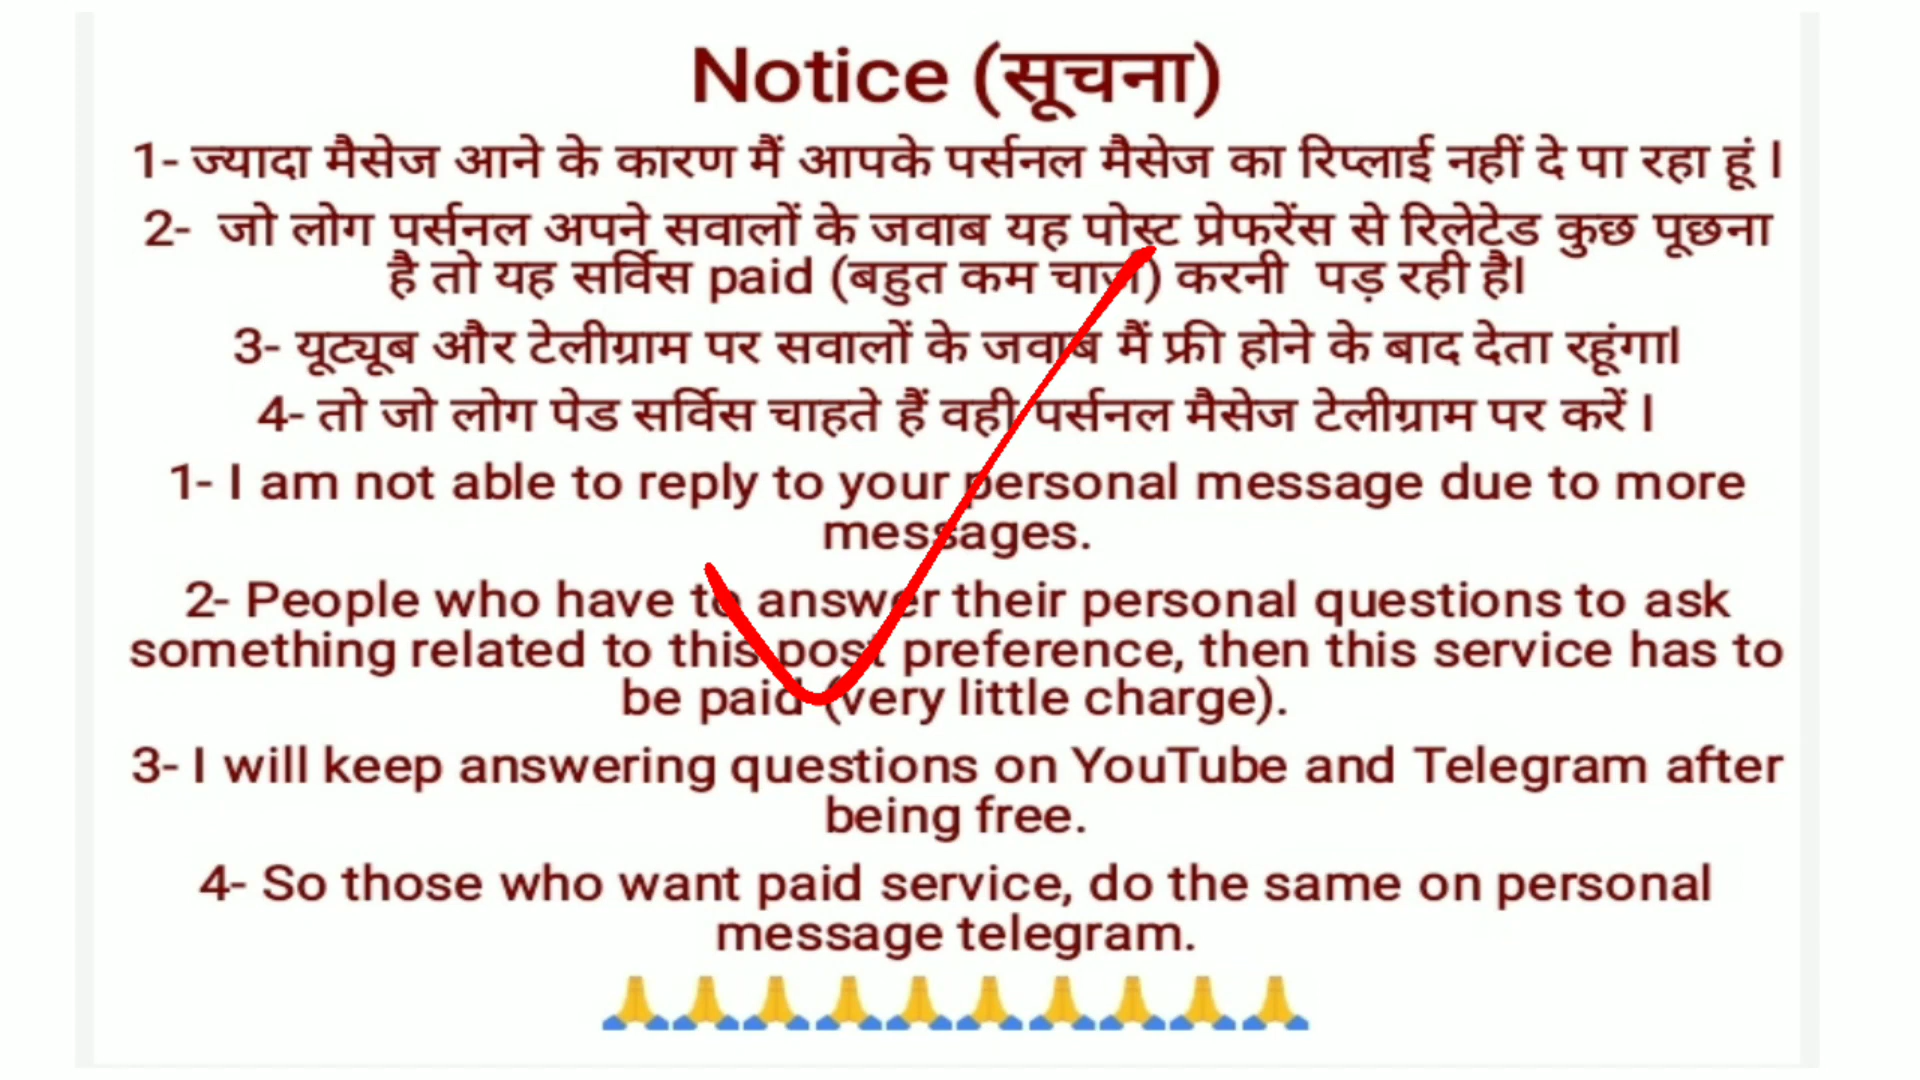 Notice (सूचना)
1- ज्यादा मैसेज आने के कारण मैं आपके पर्सनल मैसेज का रिप्लाई नहीं दे पा रहा हूं ।
2- जो लोग पर्सनल अपने सवालों के जवाब यह पोस्ट प्रेफरेंस से रिलेटेड कुछ पूछना
है तो यह सर्विस paid (बहुत कम चार्ज) करनी पड़ रही है।
3- यूट्यूब और टेलीग्राम पर सवालों के जवाब मैं फ्री होने के बाद देता रहूंगा।
4- तो जो लोग पेड सर्विस चाहते हैं वही पर्सनल मैसेज टेलीग्राम पर करें ।
1- I am not able to reply to your personal message due to more
messages.
2- People who have to answer their personal questions to ask
something related to this post preference, then this service has to
be paid (very little charge).
3- I will keep answering questions on YouTube and Telegram after
being free.
4- So those who want paid service, do the same on personal
message telegram.
🙏🙏🙏🙏🙏🙏🙏🙏🙏🙏